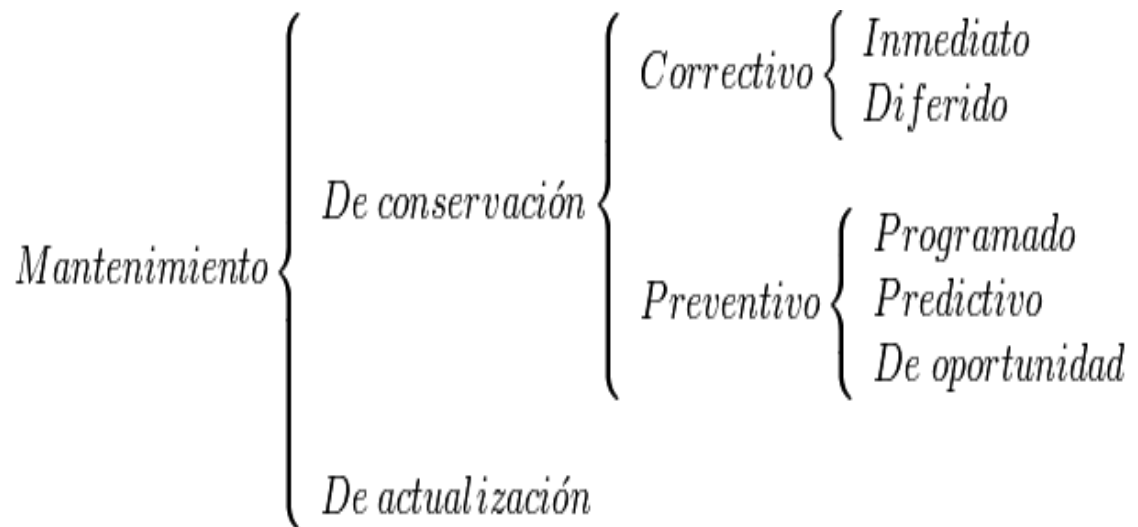 Mantenimiento
De conservación
Correctivo
Inmediato
Diferido
Preventivo
Programado
Predictivo
De oportunidad
De actualización